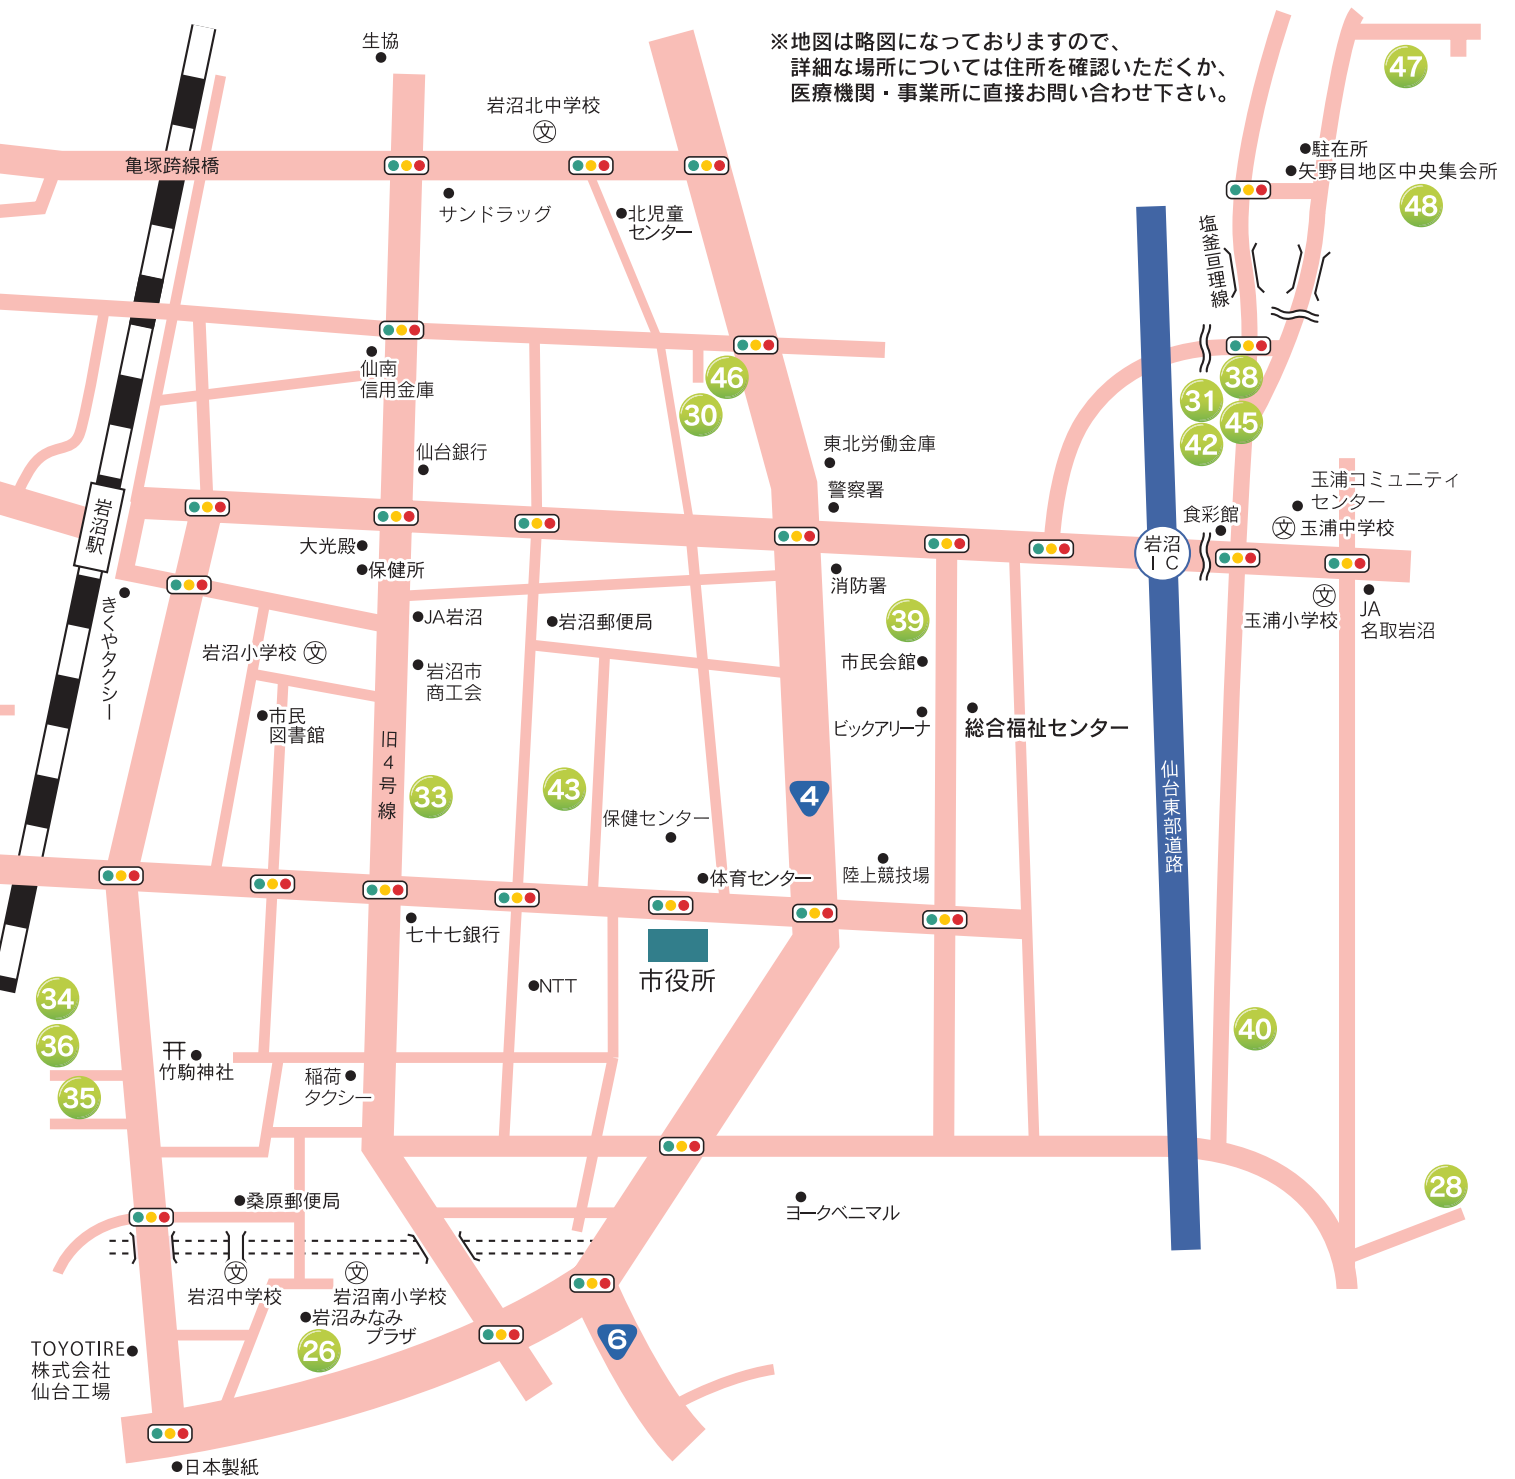 ※地図は略図になっておりますので、
詳細な場所については住所を確認いただくか、
医療機関・事業所に直接お問い合わせ下さい。
生協
岩沼北中学校
文
47
亀塚跨線橋
駐在所
矢野目地区中央集会所
サンドラッグ
北児童
センター
48
塩釜亘理線
仙南
信用金庫
46
30
38
31
45
42
仙台銀行
東北労働金庫
警察署
玉浦コミュニティ
センター
食彩館
文 玉浦中学校
岩沼駅
大光殿
保健所
岩沼
IC
消防署
文
玉浦小学校
JA
名取岩沼
きくやタクシー
JA岩沼
岩沼郵便局
39
岩沼小学校 文
岩沼市
商工会
市民会館
市民
図書館
ビックアリーナ
総合福祉センター
旧4号線
33
43
4
仙台東部道路
保健センター
体育センター
陸上競技場
七十七銀行
市役所
NTT
34
36
35
40
竹駒神社
稲荷
タクシー
28
桑原郵便局
ヨークベニマル
文
岩沼中学校
文
岩沼南小学校
岩沼みなみ
プラザ
26
6
TOYOTIRE
株式会社
仙台工場
日本製紙